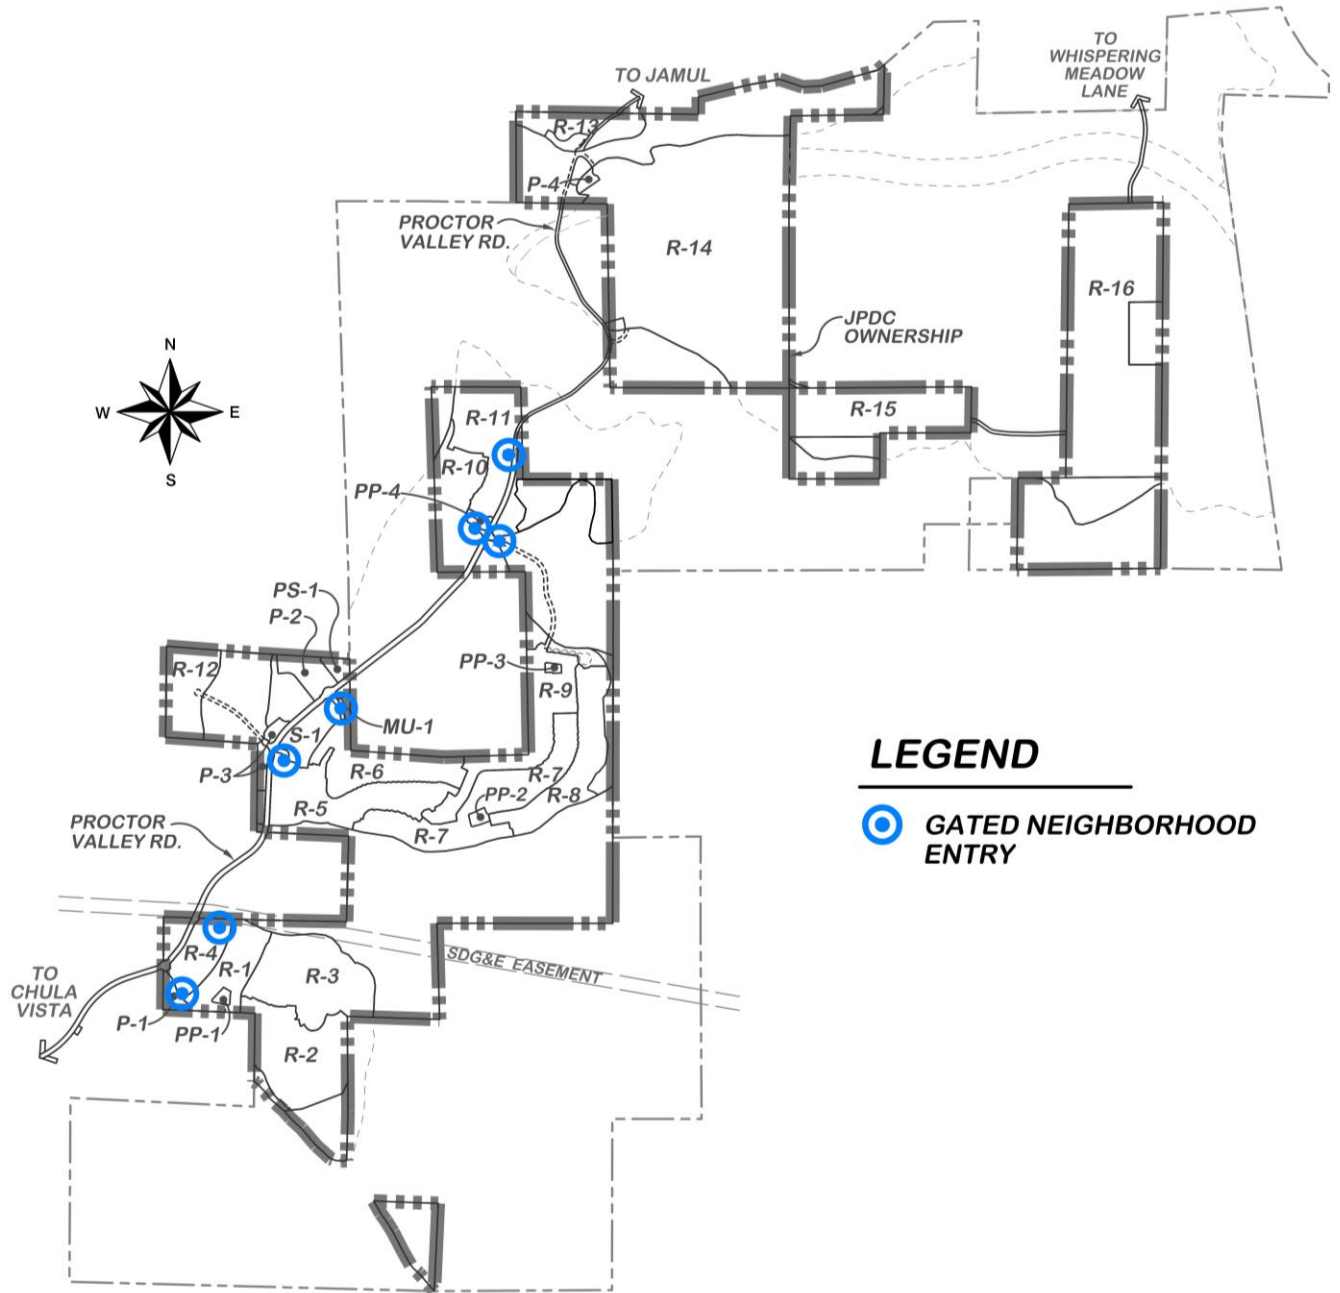 TO
WHISPERING
MEADOW
LANE
TO JAMUL
R-13
P-4
PROCTOR
VALLEY RD.
R-14
R-16
JPDC
OWNERSHIP
N
W
E
S
R-15
R-11
R-10
PP-4
PS-1
P-2
R-12
PP-3
R-9
MU-1
S-1
P-3
R-6
R-7
PP-2
R-8
R-5
R-7
PROCTOR
VALLEY RD.
LEGEND
GATED NEIGHBORHOOD
ENTRY
R-4
R-1
R-3
SDG&E EASEMENT
TO
CHULA
VISTA
P-1
PP-1
R-2